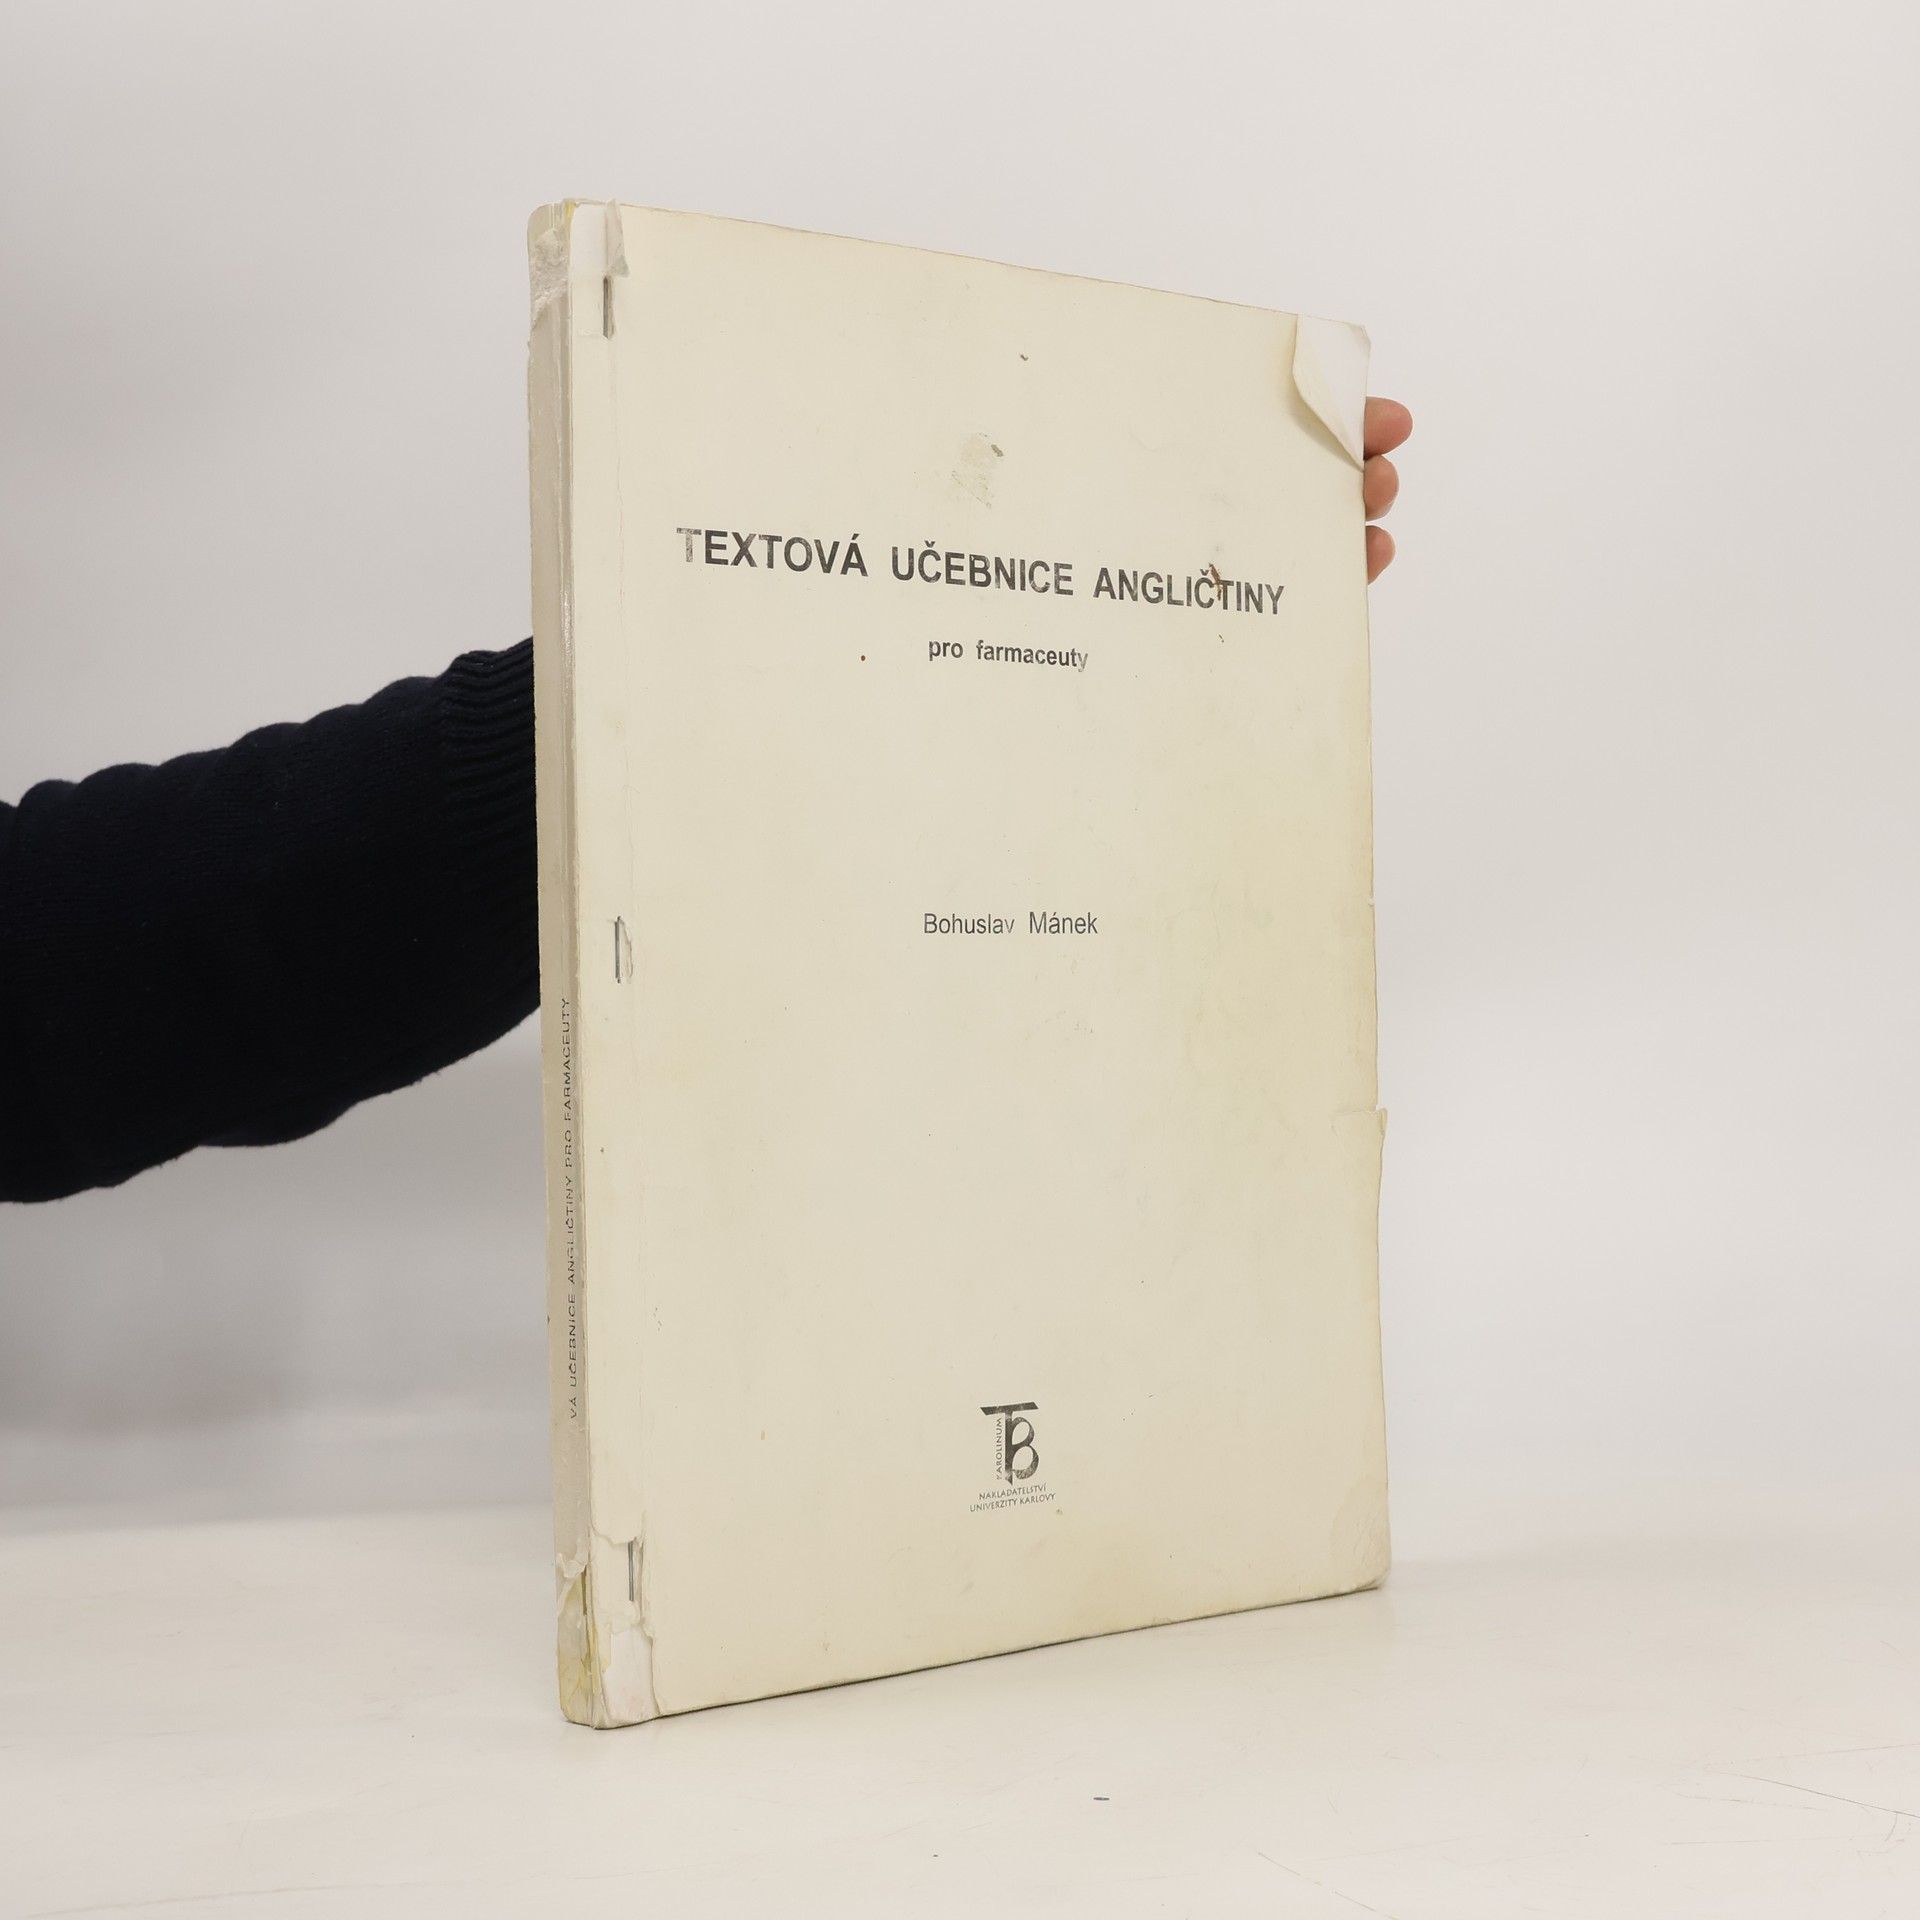 TEXTOVÁ UČEBNICE ANGLIČTINY
pro farmaceuty
Bohuslav Mánek
KAROLINUM
NAKLADATELSTVÍ
UNIVERZITY KARLOVY
VÁ UČEBNICE ANGLIČTINY PRO FARMACEUTY